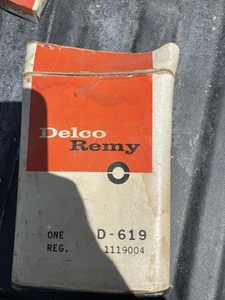 Delco
Remy
ONE D-619
REG. 1119004